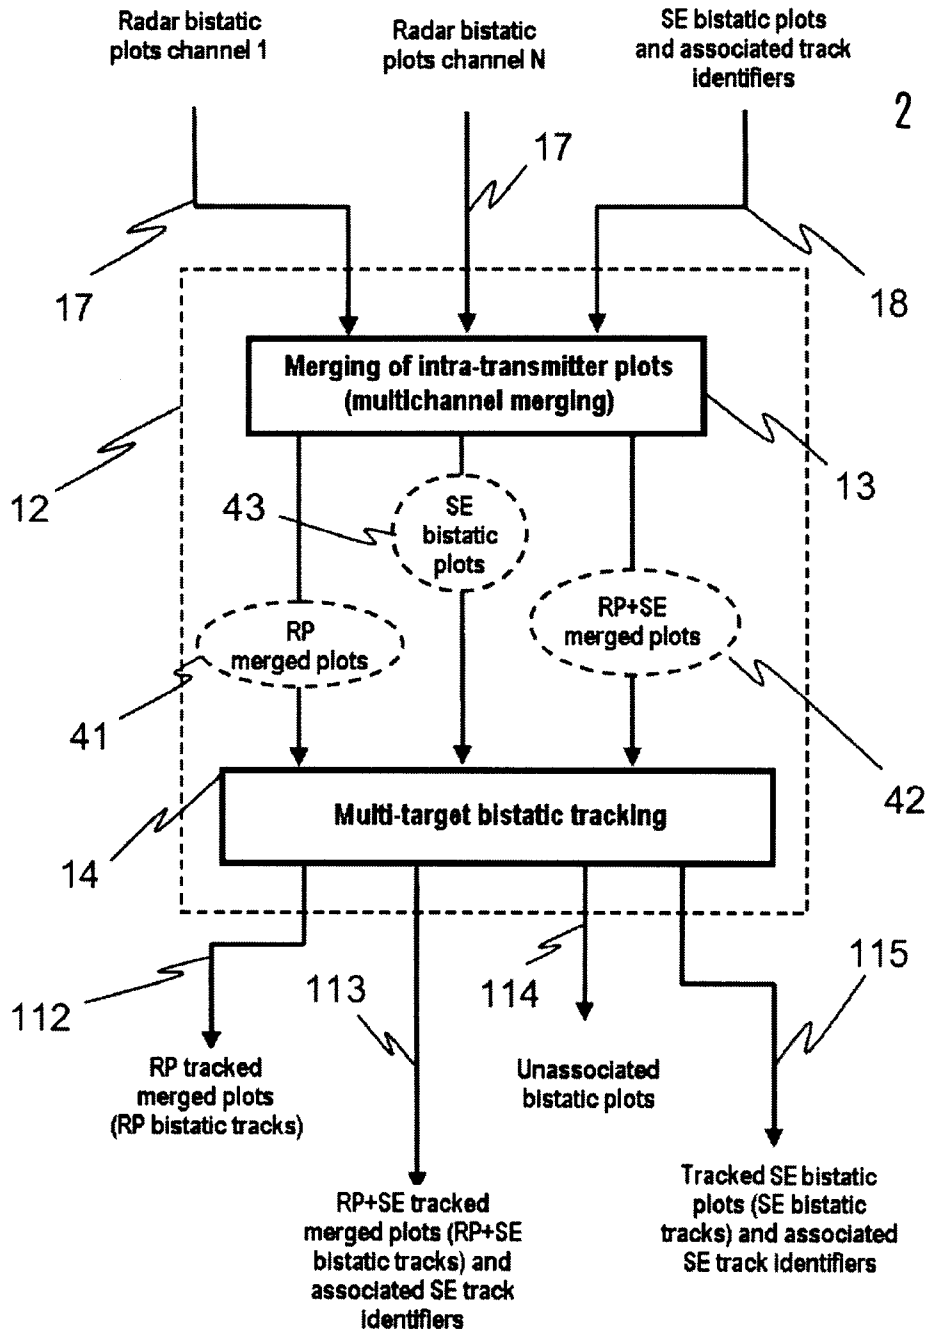 Radar bistatic
plots channel 1
Radar bistatic
plots channel N
SE bistatic plots
and associated track
identifiers
2
17
17
18
Merging of intra-transmitter plots
(multichannel merging)
12
13
43
SE
bistatic
plots
RP
merged plots
RP+SE
merged plots
41
42
Multi-target bistatic tracking
14
112
113
114
115
RP tracked
merged plots
(RP bistatic tracks)
Unassociated
bistatic plots
RP+SE tracked
merged plots (RP+SE
bistatic tracks) and
associated SE track
identifiers
Tracked SE bistatic
plots (SE bistatic
tracks) and associated
SE track identifiers